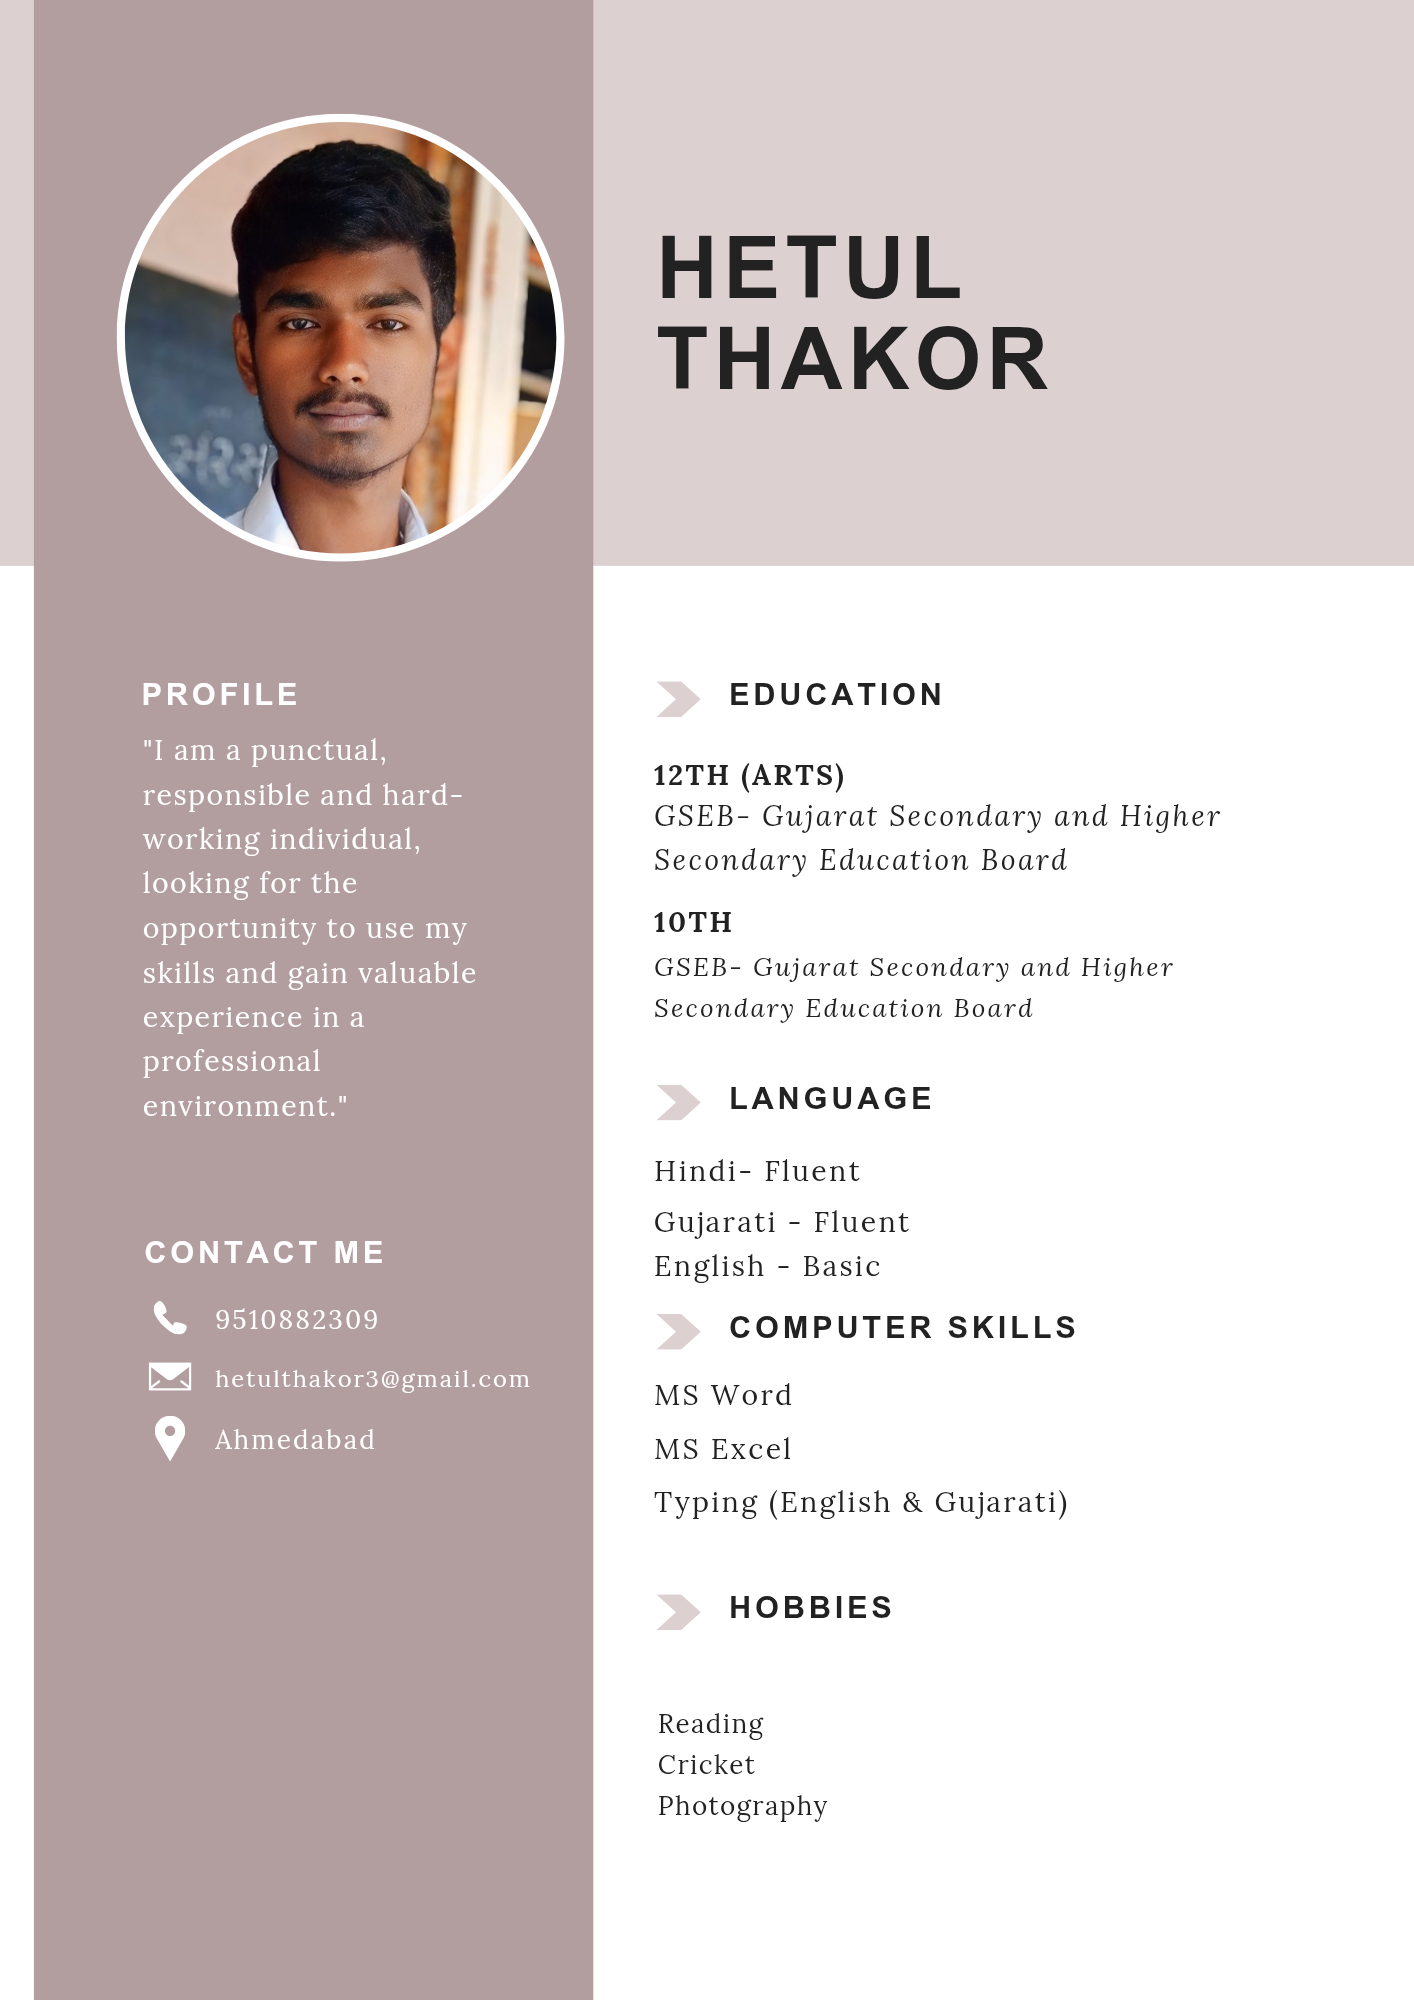 HETUL
THAKOR
PROFILE
"I am a punctual,
responsible and hard-
working individual,
looking for the
opportunity to use my
skills and gain valuable
experience in a
professional
environment."
CONTACT ME
9510882309
hetulthakor3@gmail.com
Ahmedabad
EDUCATION
12TH (ARTS)
GSEB- Gujarat Secondary and Higher
Secondary Education Board
10TH
GSEB- Gujarat Secondary and Higher
Secondary Education Board
LANGUAGE
Hindi- Fluent
Gujarati - Fluent
English - Basic
COMPUTER SKILLS
MS Word
MS Excel
Typing (English & Gujarati)
HOBBIES
Reading
Cricket
Photography